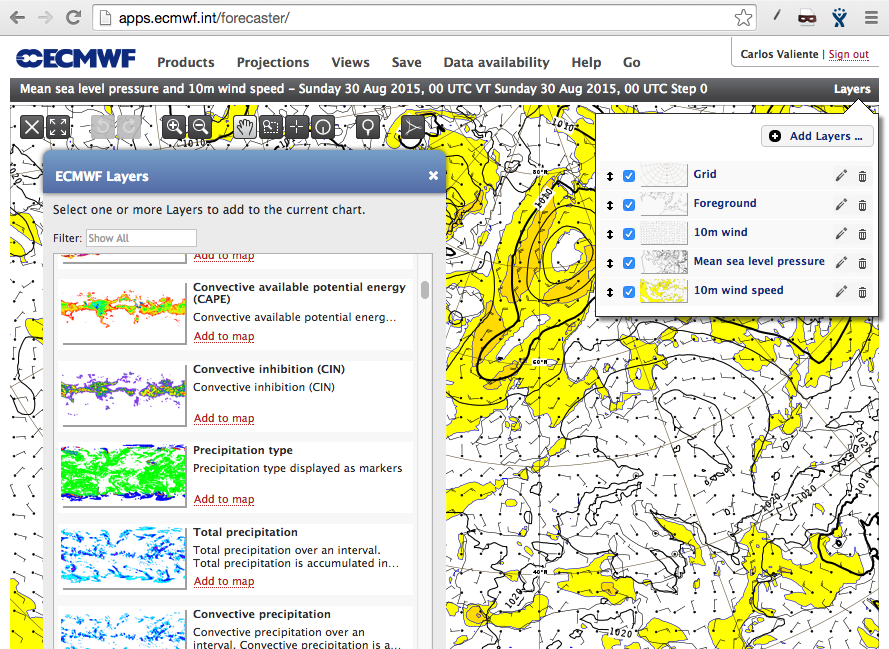 apps.ecmwf.int/forecaster/
ECMWF
Products
Projections
Views
Save
Data availability
Help
Go
Carlos Valiente | Sign out
Mean sea level pressure and 10m wind speed – Sunday 30 Aug 2015, 00 UTC VT Sunday 30 Aug 2015, 00 UTC Step 0
Layers
Add Layers ...
Grid
Foreground
10m wind
Mean sea level pressure
10m wind speed
ECMWF Layers
Select one or more Layers to add to the current chart.
Filter:
Show All
Add to map
Convective available potential energy
(CAPE)
Convective available potential energ...
Add to map
Convective inhibition (CIN)
Convective inhibition (CIN)
Add to map
Precipitation type
Precipitation type displayed as markers
Add to map
Total precipitation
Total precipitation over an interval.
Total precipitation is accumulated in...
Add to map
Convective precipitation
Convective precipitation over an
interval. Convective precipitation is a...
1010
1020
1010
80°N
1010
60°N
1020
1020
40°N
1020
1020